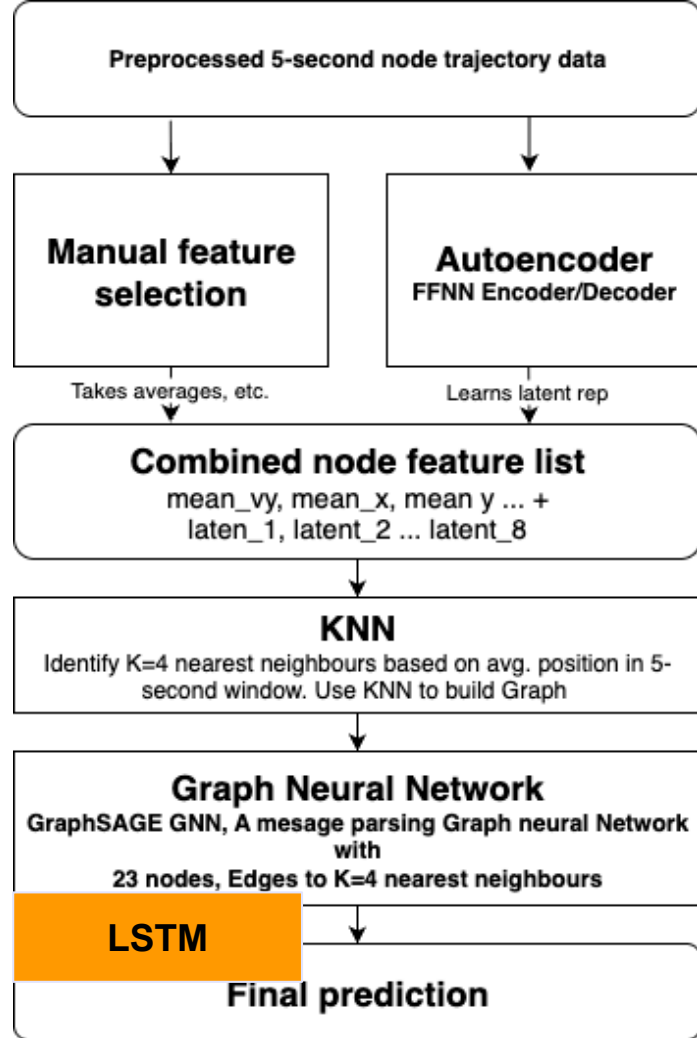 Preprocessed 5-second node trajectory data
Manual feature
selection
Autoencoder
FFNN Encoder/Decoder
Takes averages, etc.
Learns latent rep
Combined node feature list
mean_vy, mean_x, mean y ... +
laten_1, latent_2 ... latent_8
KNN
Identify K=4 nearest neighbours based on avg. position in 5-
second window. Use KNN to build Graph
Graph Neural Network
GraphSAGE GNN, A mesage parsing Graph neural Network
with
23 nodes, Edges to K=4 nearest neighbours
LSTM
Final prediction